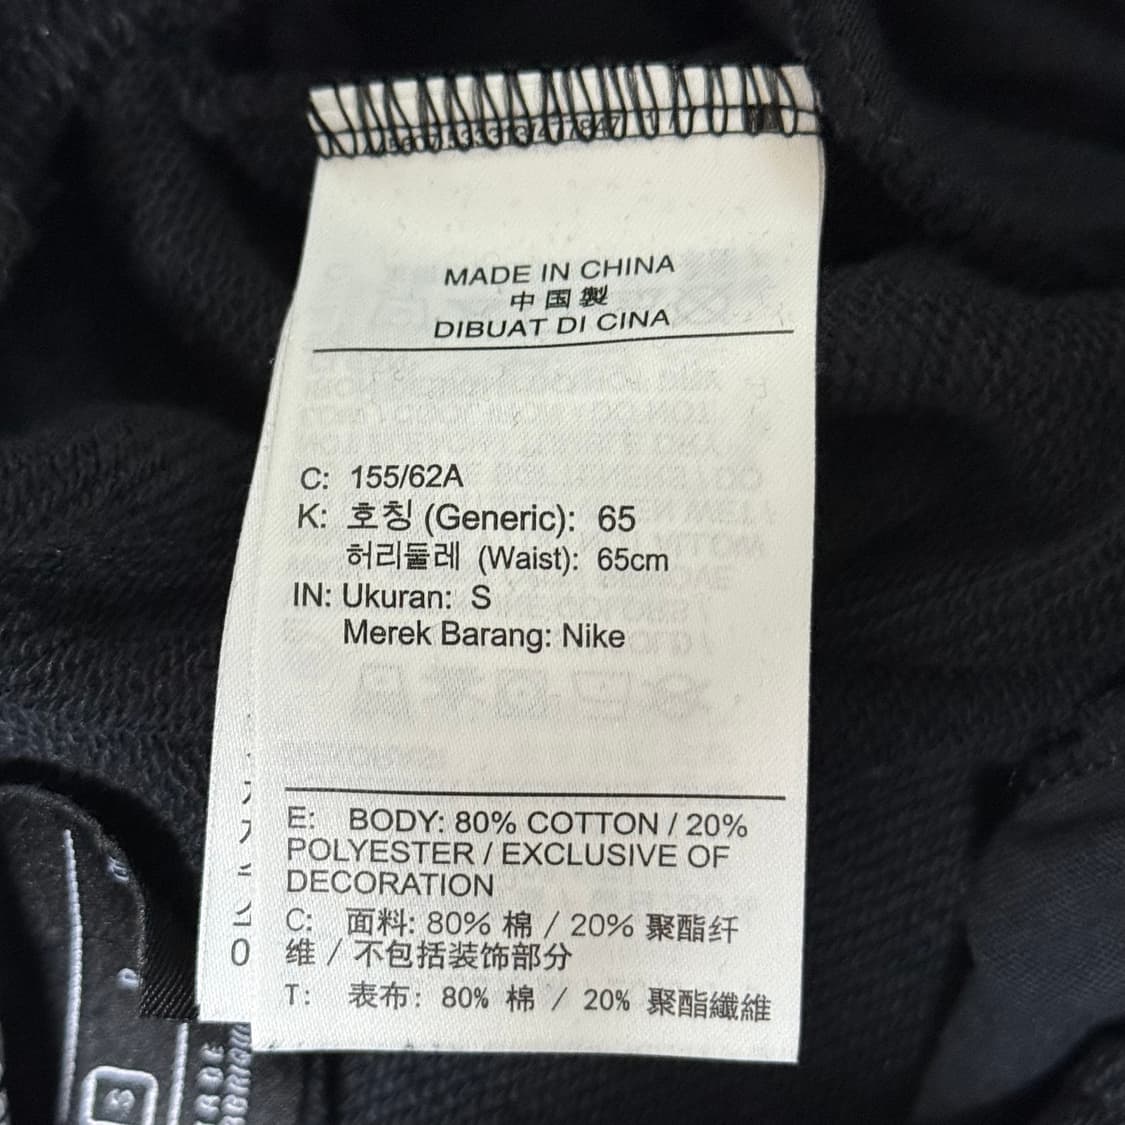 MADE IN CHINA
中国製
DIBUAT DI CINA
C: 155/62A
K: 호칭 (Generic): 65
허리둘레 (Waist): 65cm
IN: Ukuran: S
Merek Barang: Nike
E: BODY: 80% COTTON / 20%
POLYESTER / EXCLUSIVE OF
DECORATION
C: 面料: 80% 棉 / 20% 聚酯纤
维 / 不包括装饰部分
T: 表布: 80% 棉 / 20% 聚酯纖維
0
S